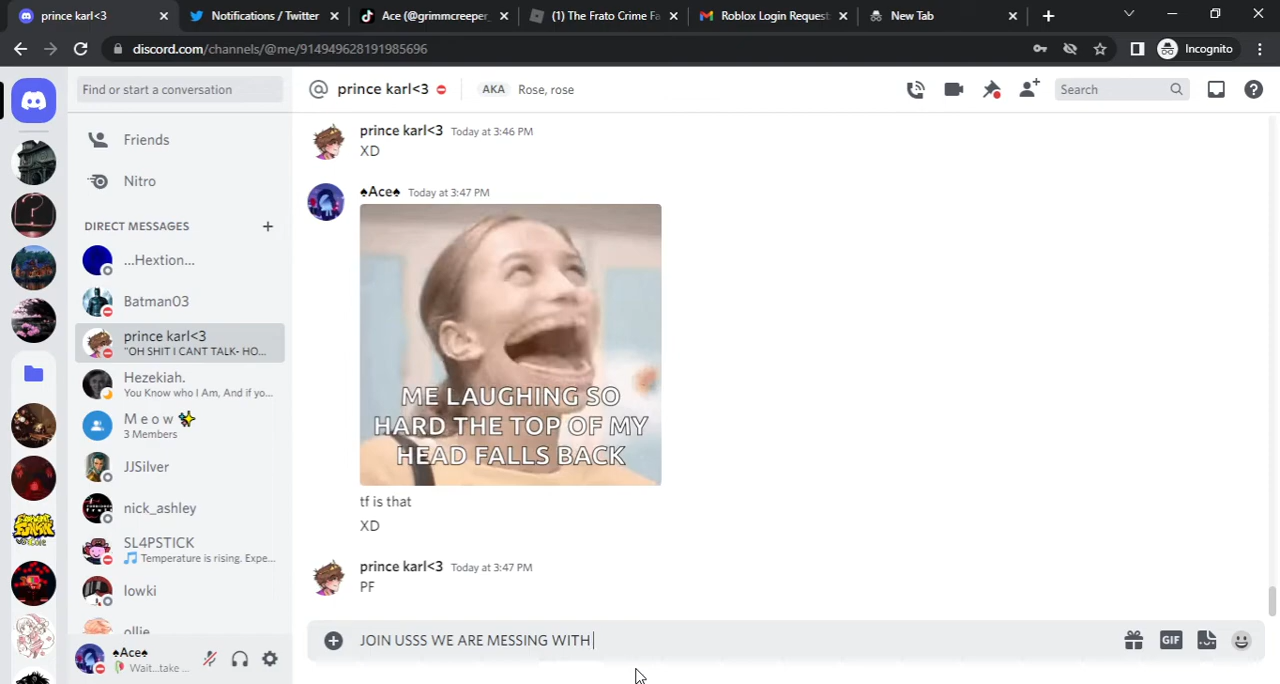 prince karl<3
Notifications / Twitter
Ace (@grimmcreeper_
(1) The Frato Crime Fa
Roblox Login Request
New Tab
discord.com/channels/@me/914949628191985696
Incognito
Find or start a conversation
prince karl<3
AKA
Rose, rose
Search
Friends
Nitro
DIRECT MESSAGES
...Hextion...
Batman03
prince karl<3
"OH SHIT I CANT TALK- HO...
Hezekiah.
You Know who I Am, And if yo...
M e o w ✨
3 Members
JJSilver
nick_ashley
SL4PSTICK
🎵 Temperature is rising. Expe...
lowki
ollie
♠Ace♠
Wait...take ...
prince karl<3 Today at 3:46 PM
XD
♠Ace♠ Today at 3:47 PM
ME LAUGHING SO
HARD THE TOP OF MY
HEAD FALLS BACK
tf is that
XD
prince karl<3 Today at 3:47 PM
PF
JOIN USSS WE ARE MESSING WITH
GIF